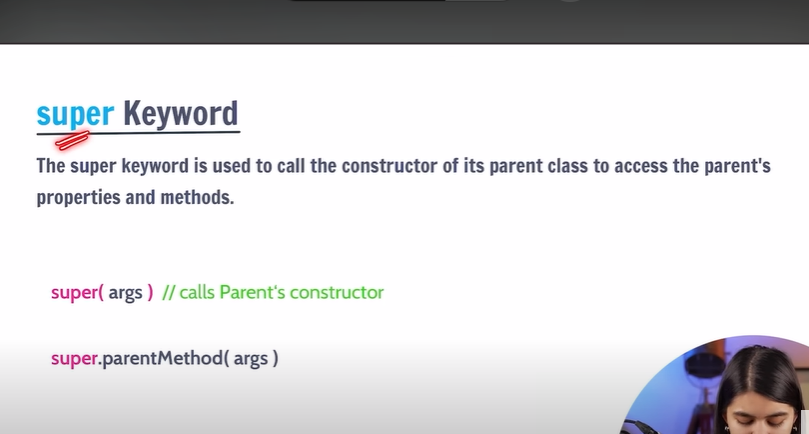 super Keyword
The super keyword is used to call the constructor of its parent class to access the parent's
properties and methods.
super( args ) // calls Parent's constructor
super.parentMethod( args )